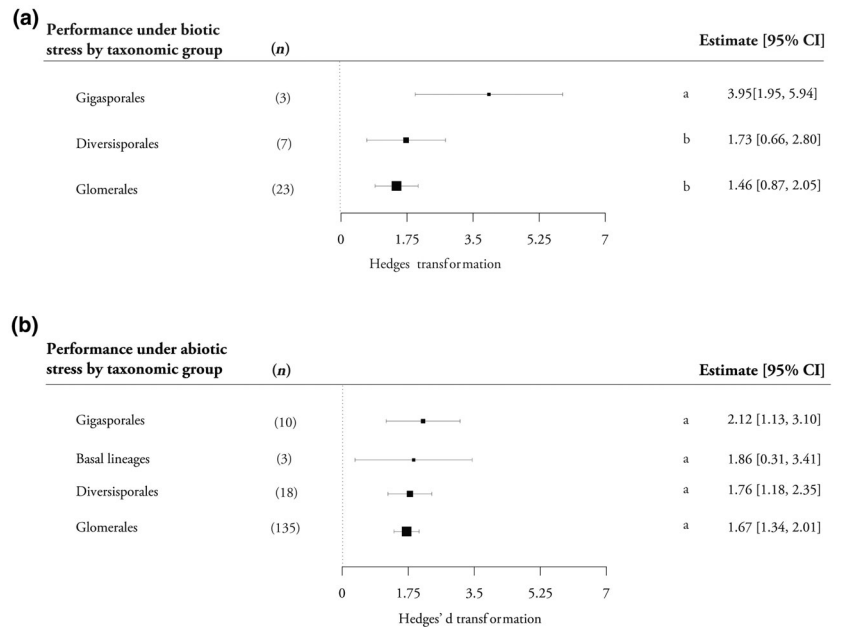 (a)
Performance under biotic
stress by taxonomic group (n) Estimate [95% CI]
Gigasporales (3) a 3.95[1.95, 5.94]
Diversisporales (7) b 1.73 [0.66, 2.80]
Glomerales (23) b 1.46 [0.87, 2.05]
0 1.75 3.5 5.25 7
Hedges transformation
(b)
Performance under abiotic
stress by taxonomic group (n) Estimate [95% CI]
Gigasporales (10) a 2.12 [1.13, 3.10]
Basal lineages (3) a 1.86 [0.31, 3.41]
Diversisporales (18) a 1.76 [1.18, 2.35]
Glomerales (135) a 1.67 [1.34, 2.01]
0 1.75 3.5 5.25 7
Hedges' d transformation